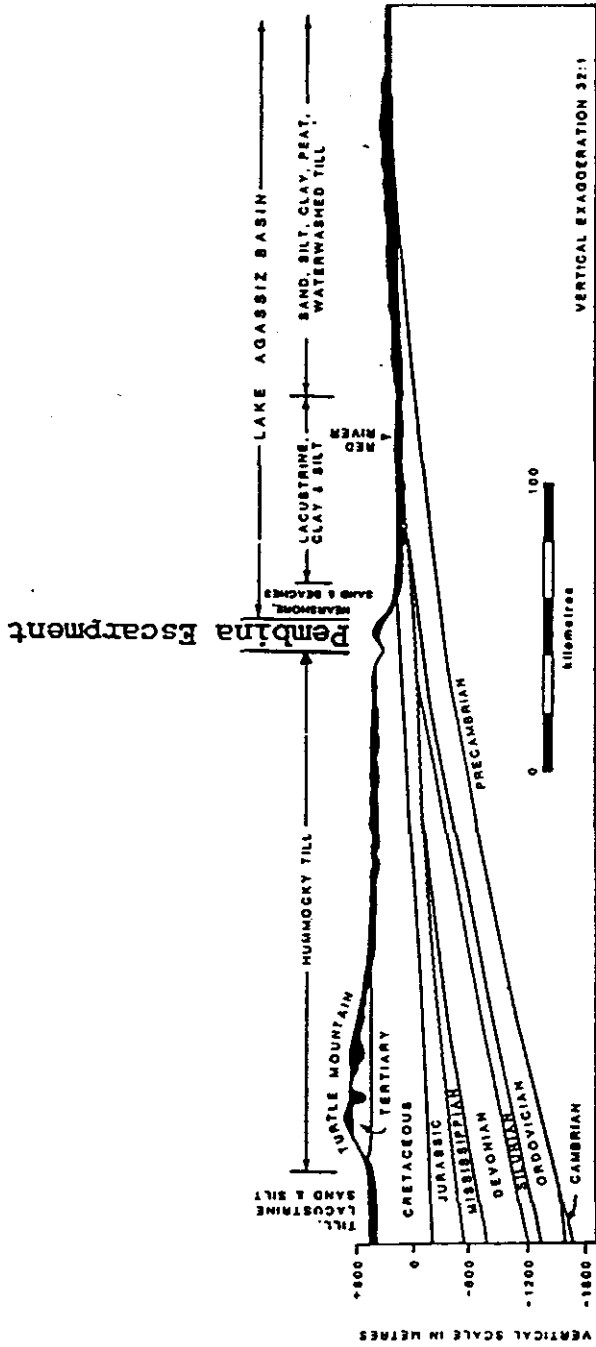 Pembina Escarpment
LAKE AGASSIZ BASIN
HUMMOCKY TILL
NEARSHORE,
SAND & BEACHES
LACUSTRINE,
CLAY & SILT
SAND, SILT, CLAY, PEAT,
WATERWASHED TILL
TILL,
LACUSTRINE
SAND & SILT
TURTLE MOUNTAIN
TERTIARY
RED
RIVER
CRETACEOUS
JURASSIC
MISSISSIPPIAN
DEVONIAN
SILURIAN
ORDOVICIAN
CAMBRIAN
PRECAMBRIAN
+600
0
-600
-1200
-1800
VERTICAL SCALE IN METRES
0
100
kilometres
VERTICAL EXAGGERATION 32:1